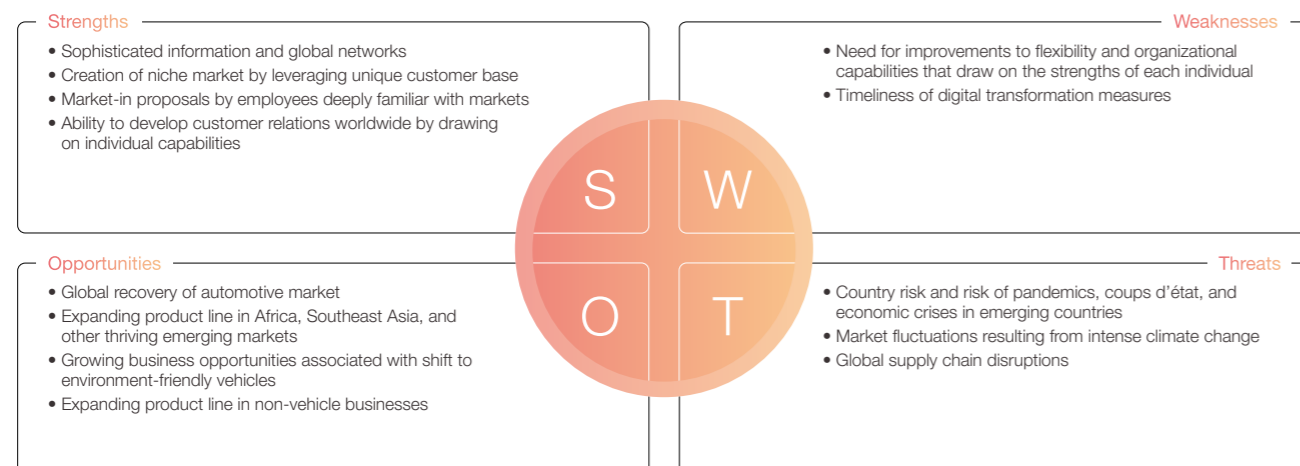 Strengths
• Sophisticated information and global networks
• Creation of niche market by leveraging unique customer base
• Market-in proposals by employees deeply familiar with markets
• Ability to develop customer relations worldwide by drawing
on individual capabilities
Weaknesses
• Need for improvements to flexibility and organizational
capabilities that draw on the strengths of each individual
• Timeliness of digital transformation measures
S W
O T
Opportunities
• Global recovery of automotive market
• Expanding product line in Africa, Southeast Asia, and
other thriving emerging markets
• Growing business opportunities associated with shift to
environment-friendly vehicles
• Expanding product line in non-vehicle businesses
Threats
• Country risk and risk of pandemics, coups d’état, and
economic crises in emerging countries
• Market fluctuations resulting from intense climate change
• Global supply chain disruptions